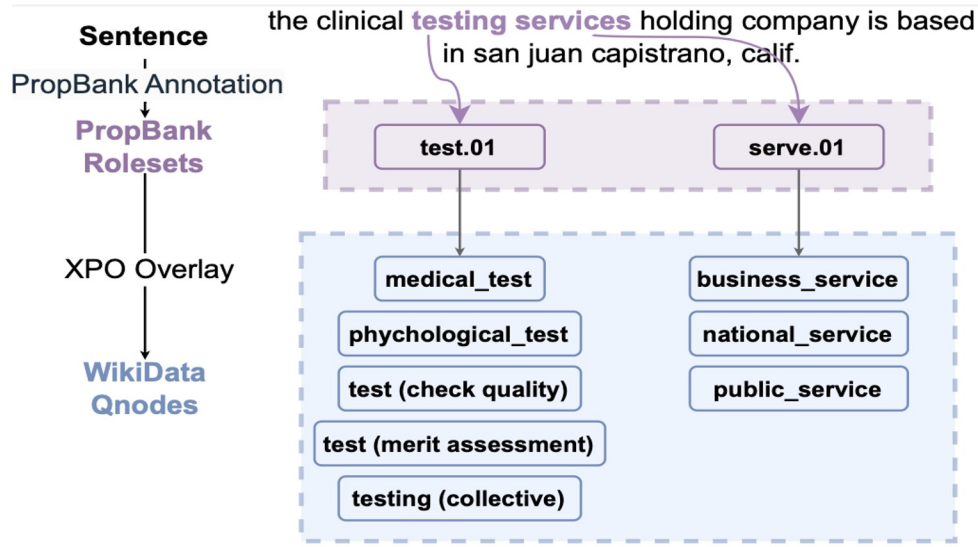 the clinical testing services holding company is based
in san juan capistrano, calif.
Sentence
PropBank Annotation
PropBank
Rolesets
test.01
serve.01
XPO Overlay
WikiData
Qnodes
medical_test
business_service
phychological_test
national_service
test (check quality)
public_service
test (merit assessment)
testing (collective)